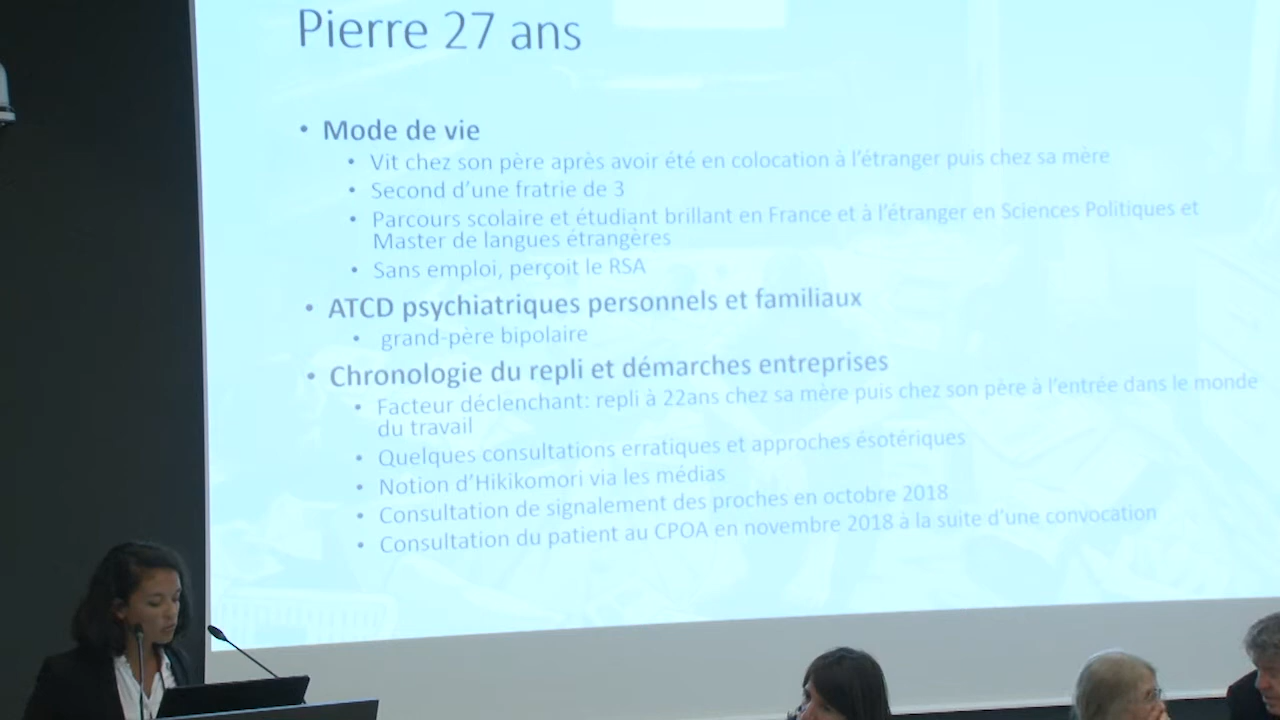 Pierre 27 ans
• Mode de vie
• Vit chez son père après avoir été en colocation à l'étranger puis chez sa mère
• Second d'une fratrie de 3
• Parcours scolaire et étudiant brillant en France et à l'étranger en Sciences Politiques et
Master de langues étrangères
• Sans emploi, perçoit le RSA
• ATCD psychiatriques personnels et familiaux
• grand-père bipolaire
• Chronologie du repli et démarches entreprises
• Facteur déclenchant: repli à 22ans chez sa mère puis chez son père à l'entrée dans le monde
du travail
• Quelques consultations erratiques et approches ésotériques
• Notion d'Hikikomori via les médias
• Consultation de signalement des proches en octobre 2018
• Consultation du patient au CPOA en novembre 2018 à la suite d'une convocation